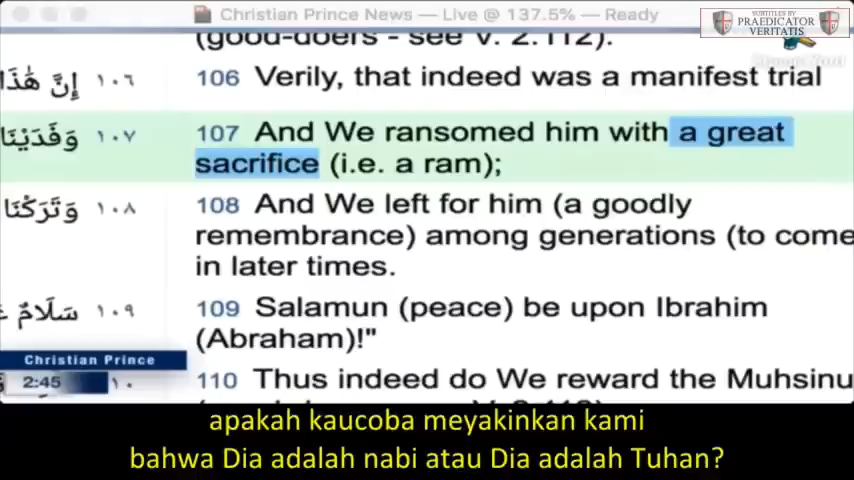 Christian Prince News — Live @ 137.5% — Ready
SUBTITLES BY
PRAEDICATOR
VERITATIS
(good-doers - see V. 2:112).
إِنَّ هَٰذَا ١٠٦ 106 Verily, that indeed was a manifest trial
وَفَدَيْنَا ١٠٧ 107 And We ransomed him with a great
sacrifice (i.e. a ram);
وَتَرَكْنَا ١٠٨ 108 And We left for him (a goodly
remembrance) among generations (to come
in later times.
سَلَامٌ ١٠٩ 109 Salamun (peace) be upon Ibrahim
(Abraham)!"
Christian Prince
2:45
110 Thus indeed do We reward the Muhsinu
apakah kaucoba meyakinkan kami
bahwa Dia adalah nabi atau Dia adalah Tuhan?